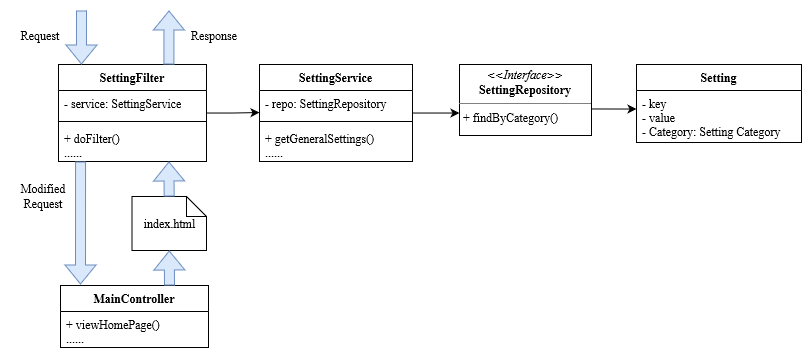 Request
Response
SettingFilter
- service: SettingService
+ doFilter()
......
SettingService
- repo: SettingRepository
+ getGeneralSettings()
......
<<Interface>>
SettingRepository
+ findByCategory()
Setting
- key
- value
- Category: Setting Category
Modified
Request
index.html
MainController
+ viewHomePage()
......